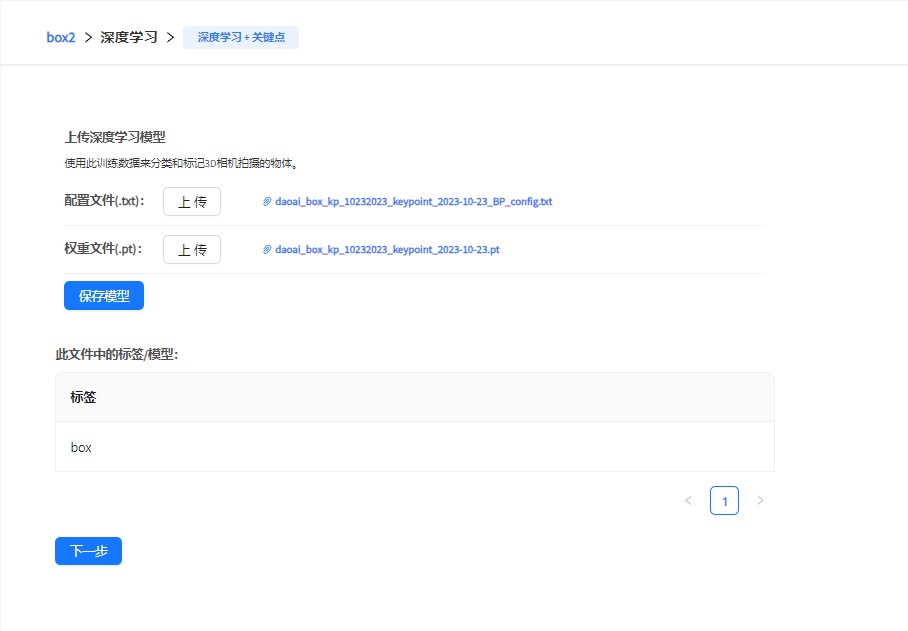 box2 > 深度学习 > 深度学习+关键点
上传深度学习模型
使用此训练数据来分类和标记3D相机拍摄的物体。
配置文件(.txt)： 上 传 daoai_box_kp_10232023_keypoint_2023-10-23_BP_config.txt
权重文件(.pt)： 上 传 daoai_box_kp_10232023_keypoint_2023-10-23.pt
保存模型
此文件中的标签/模型：
标签
box
< 1 >
下一步